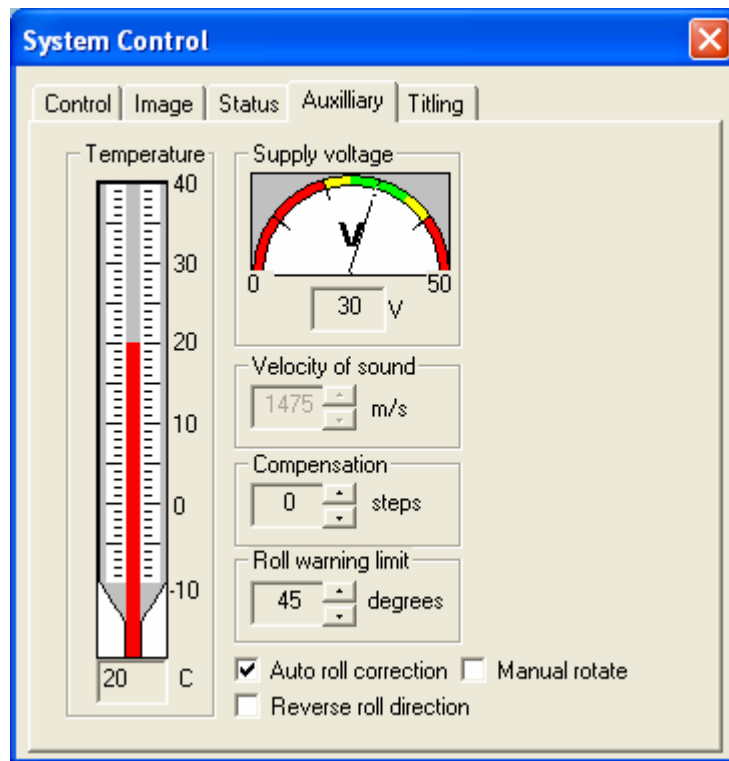 System Control
Control Image Status Auxilliary Titling
Temperature
40
30
20
10
0
-10
20 C
Supply voltage
V
0 50
30 V
Velocity of sound
1475 m/s
Compensation
0 steps
Roll warning limit
45 degrees
Auto roll correction Manual rotate
Reverse roll direction